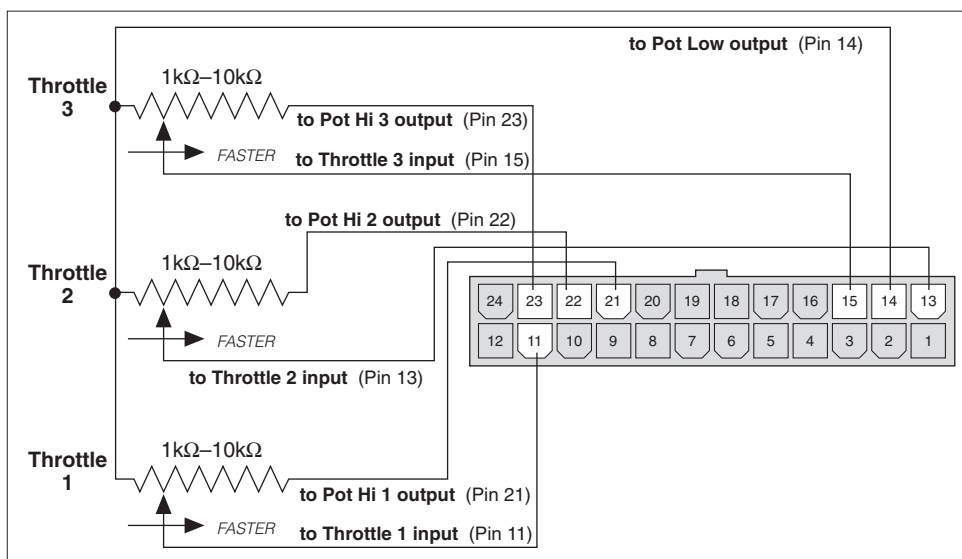 to Pot Low output (Pin 14)
1kΩ–10kΩ
Throttle
3
to Pot Hi 3 output (Pin 23)
FASTER
to Throttle 3 input (Pin 15)
to Pot Hi 2 output (Pin 22)
1kΩ–10kΩ
Throttle
2
24 23 22 21 20 19 18 17 16 15 14 13
12 11 10 9 8 7 6 5 4 3 2 1
FASTER
to Throttle 2 input (Pin 13)
1kΩ–10kΩ
Throttle
1
to Pot Hi 1 output (Pin 21)
FASTER
to Throttle 1 input (Pin 11)